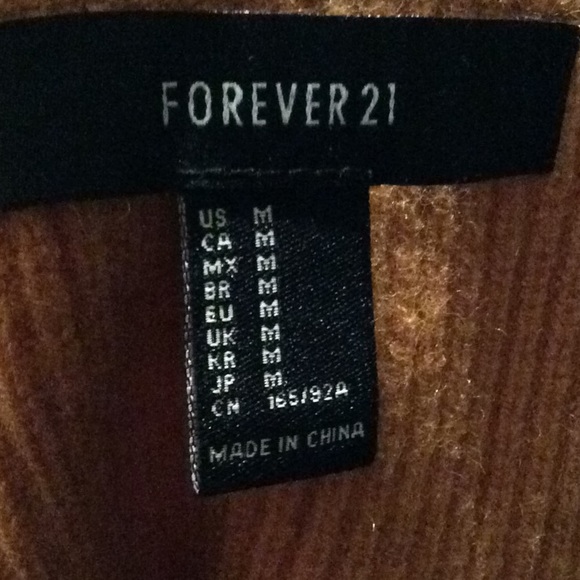 FOREVER 21
US M
CA M
MX M
BR M
EU M
UK M
KR M
JP M
CN 165/92A
MADE IN CHINA